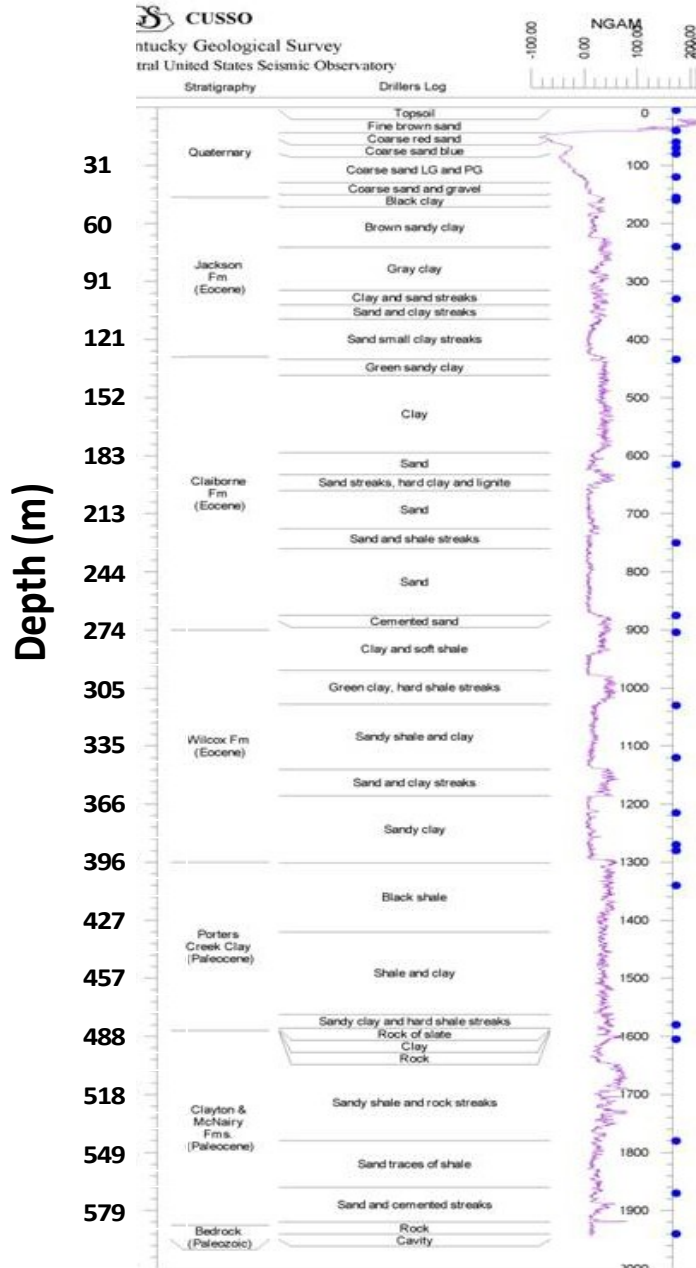 GS CUSSO
ntucky Geological Survey
tral United States Seismic Observatory
NGAM
-100.00
0.00
100.00
200.00
Stratigraphy
Drillers Log
Depth (m)
31
60
91
121
152
183
213
244
274
305
335
366
396
427
457
488
518
549
579
Quaternary
Jackson
Fm
(Eocene)
Claiborne
Fm
(Eocene)
Wilcox Fm
(Eocene)
Porters
Creek Clay
(Paleocene)
Clayton &
McNairy
Fms.
(Paleocene)
Bedrock
(Paleozoic)
Topsoil
Fine brown sand
Coarse red sand
Coarse sand blue
Coarse sand LG and PG
Coarse sand and gravel
Black clay
Brown sandy clay
Gray clay
Clay and sand streaks
Sand and clay streaks
Sand small clay streaks
Green sandy clay
Clay
Sand
Sand streaks, hard clay and lignite
Sand
Sand and shale streaks
Sand
Cemented sand
Clay and soft shale
Green clay, hard shale streaks
Sandy shale and clay
Sand and clay streaks
Sandy clay
Black shale
Shale and clay
Sandy clay and hard shale streaks
Rock of slate
Clay
Rock
Sandy shale and rock streaks
Sand traces of shale
Sand and cemented streaks
Rock
Cavity
0
100
200
300
400
500
600
700
800
900
1000
1100
1200
1300
1400
1500
1600
1700
1800
1900